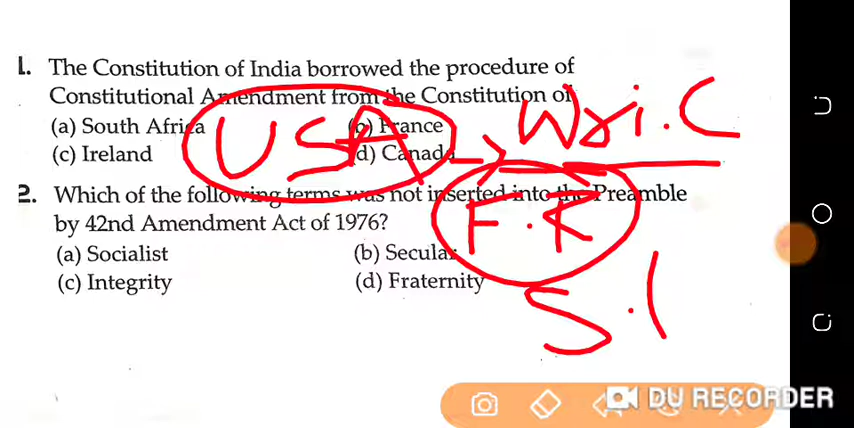 1. The Constitution of India borrowed the procedure of
Constitutional Amendment from the Constitution of
(a) South Africa (b) France
(c) Ireland (d) Canada
2. Which of the following terms was not inserted into the Preamble
by 42nd Amendment Act of 1976?
(a) Socialist (b) Secular
(c) Integrity (d) Fraternity
USA
Wri.C
F.R
DU RECORDER